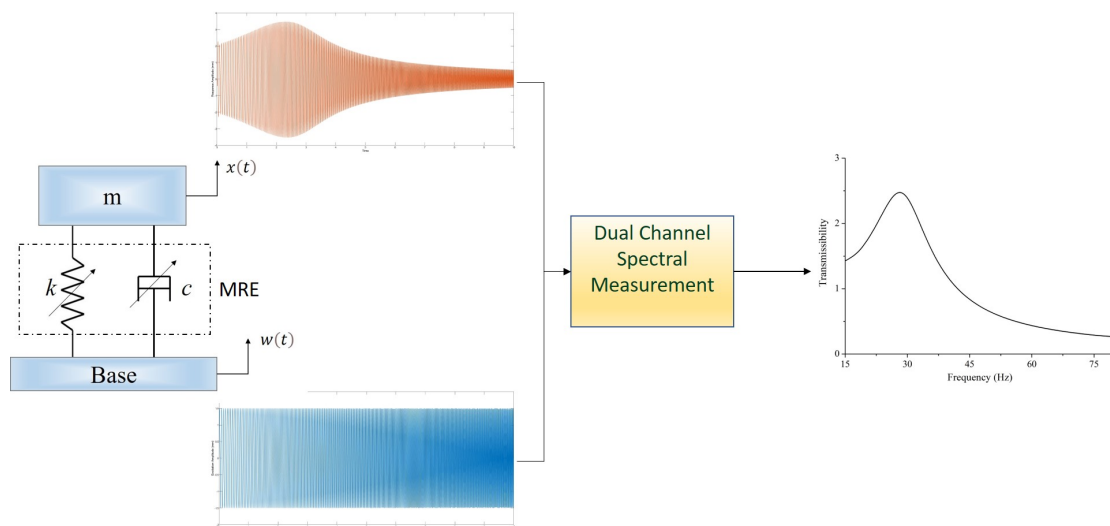 x(t)
m
k
c
MRE
w(t)
Base
Dual Channel
Spectral
Measurement
Transmissibility
3
2
1
0
15
30
45
60
75
Frequency (Hz)